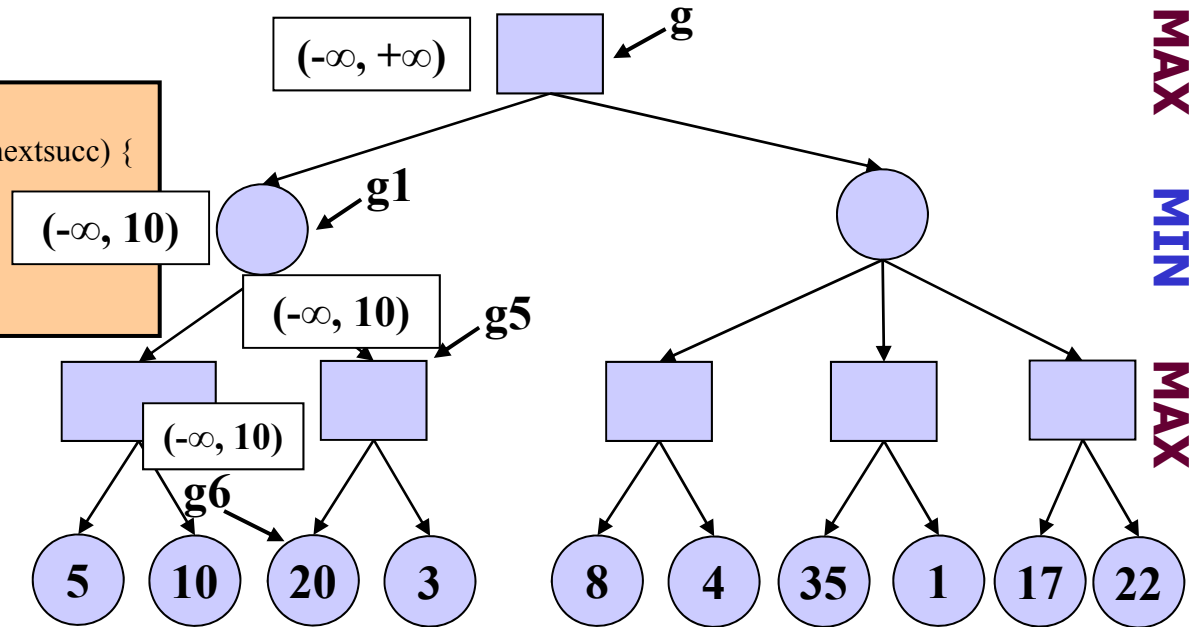 g
(-∞, +∞)
MAX
nextsucc) {
g1
(-∞, 10)
MIN
(-∞, 10)
g5
MAX
(-∞, 10)
g6
5 10 20 3 8 4 35 1 17 22